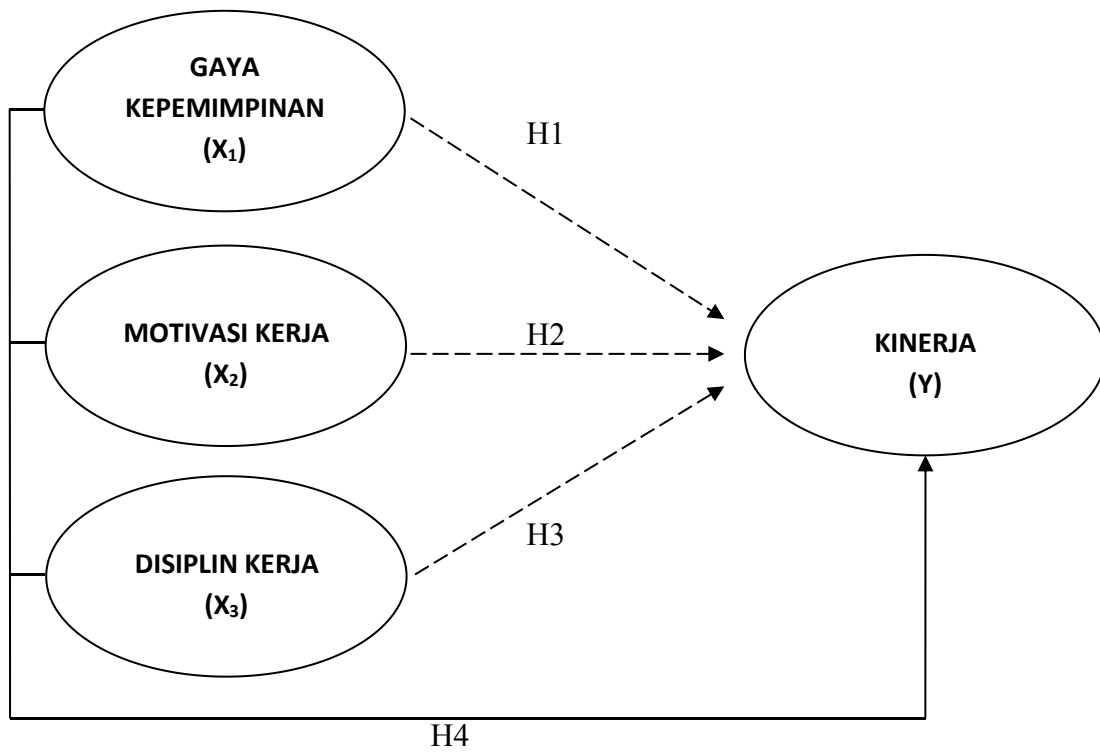 GAYA
KEPEMIMPINAN
(X₁)
H1
MOTIVASI KERJA
(X₂)
H2
KINERJA
(Y)
DISIPLIN KERJA
(X₃)
H3
H4